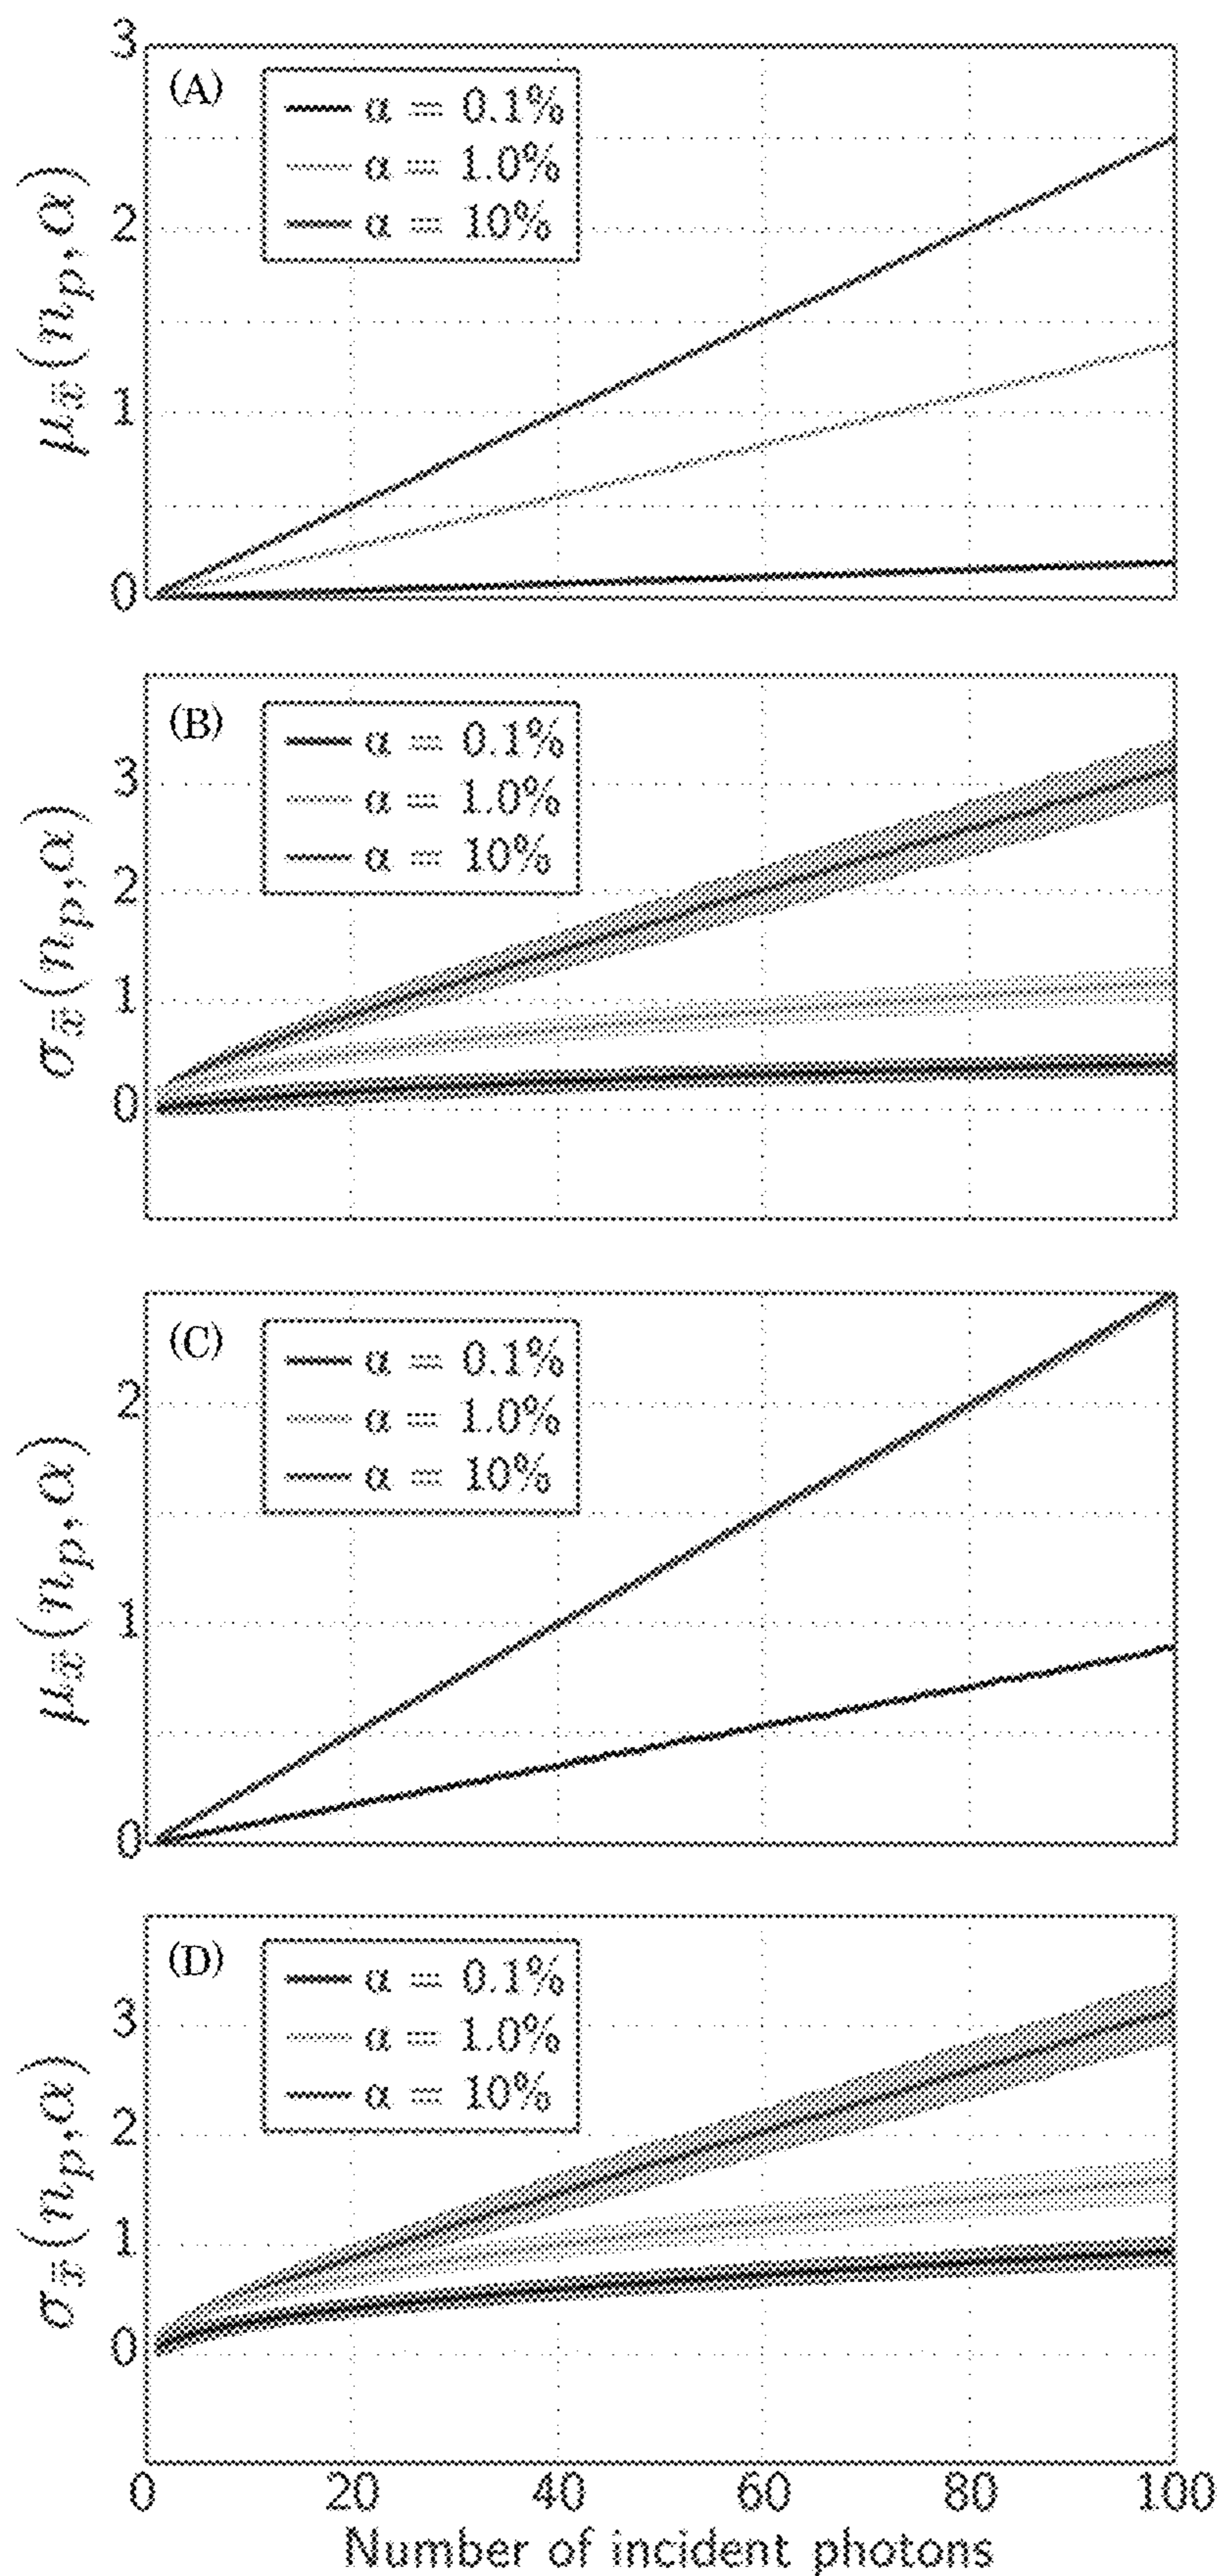 3
(A)
α = 0.1%
α = 1.0%
α = 10%
2
1
0
μx̄(np,α)
(B)
α = 0.1%
α = 1.0%
α = 10%
3
2
1
0
σx̄(np,α)
(C)
α = 0.1%
α = 1.0%
α = 10%
2
1
0
μx̄(np,α)
(D)
α = 0.1%
α = 1.0%
α = 10%
3
2
1
0
σx̄(np,α)
0 20 40 60 80 100
Number of incident photons